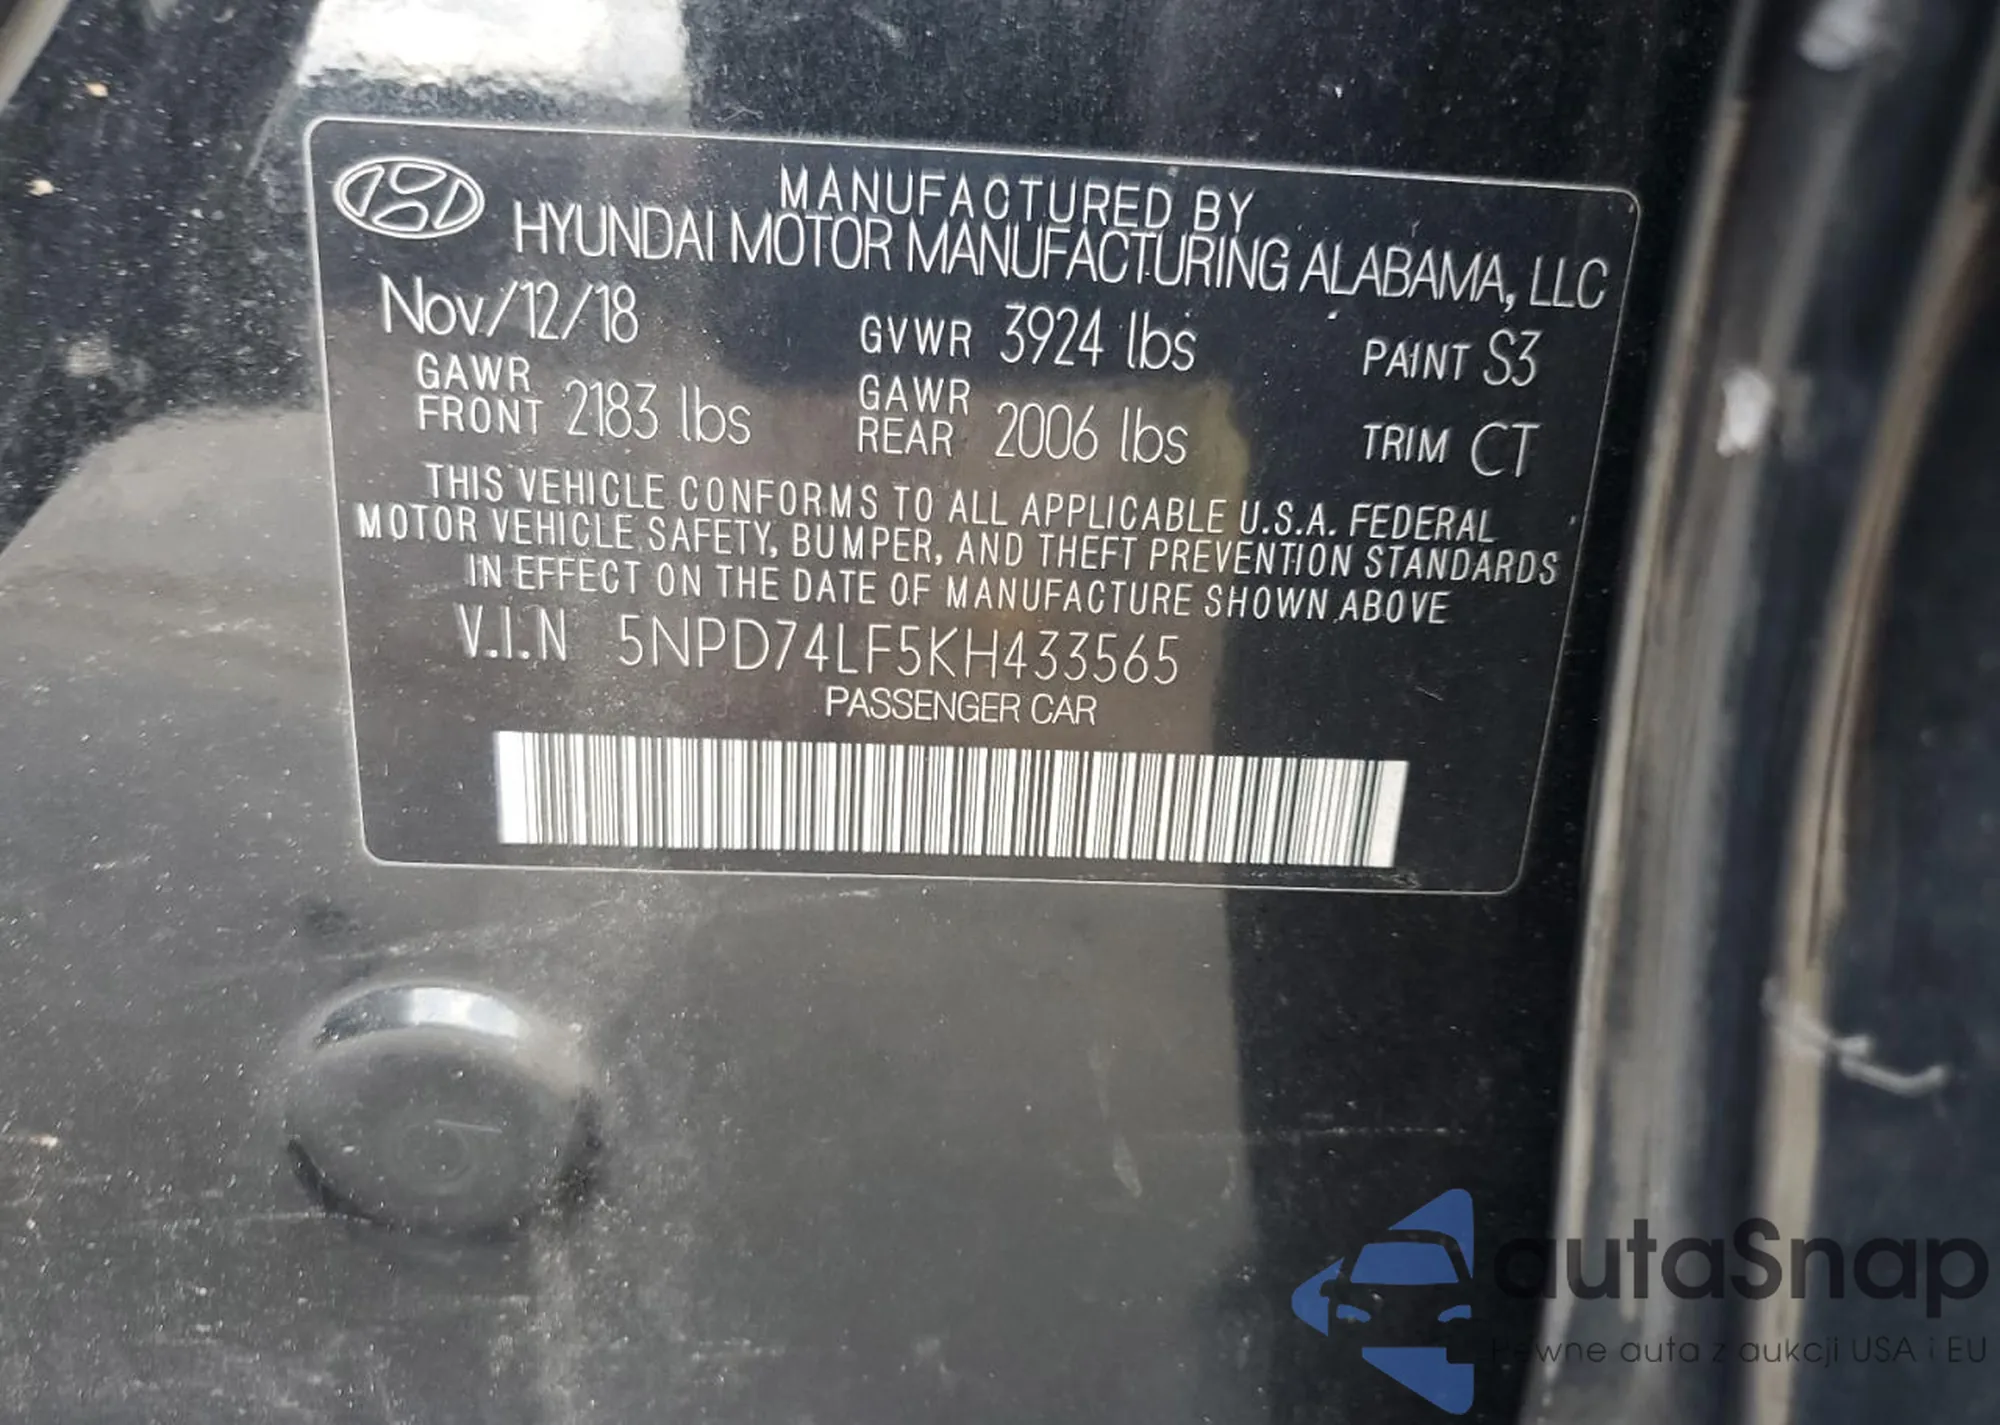 MANUFACTURED BY
HYUNDAI MOTOR MANUFACTURING ALABAMA, LLC
Nov/12/18 GVWR 3924 lbs PAINT S3
GAWR FRONT 2183 lbs GAWR REAR 2006 lbs TRIM CT
THIS VEHICLE CONFORMS TO ALL APPLICABLE U.S.A. FEDERAL
MOTOR VEHICLE SAFETY, BUMPER, AND THEFT PREVENTION STANDARDS
IN EFFECT ON THE DATE OF MANUFACTURE SHOWN ABOVE
V.I.N 5NPD74LF5KH433565
PASSENGER CAR
autaSnap
Pewne auta z aukcji USA i EU